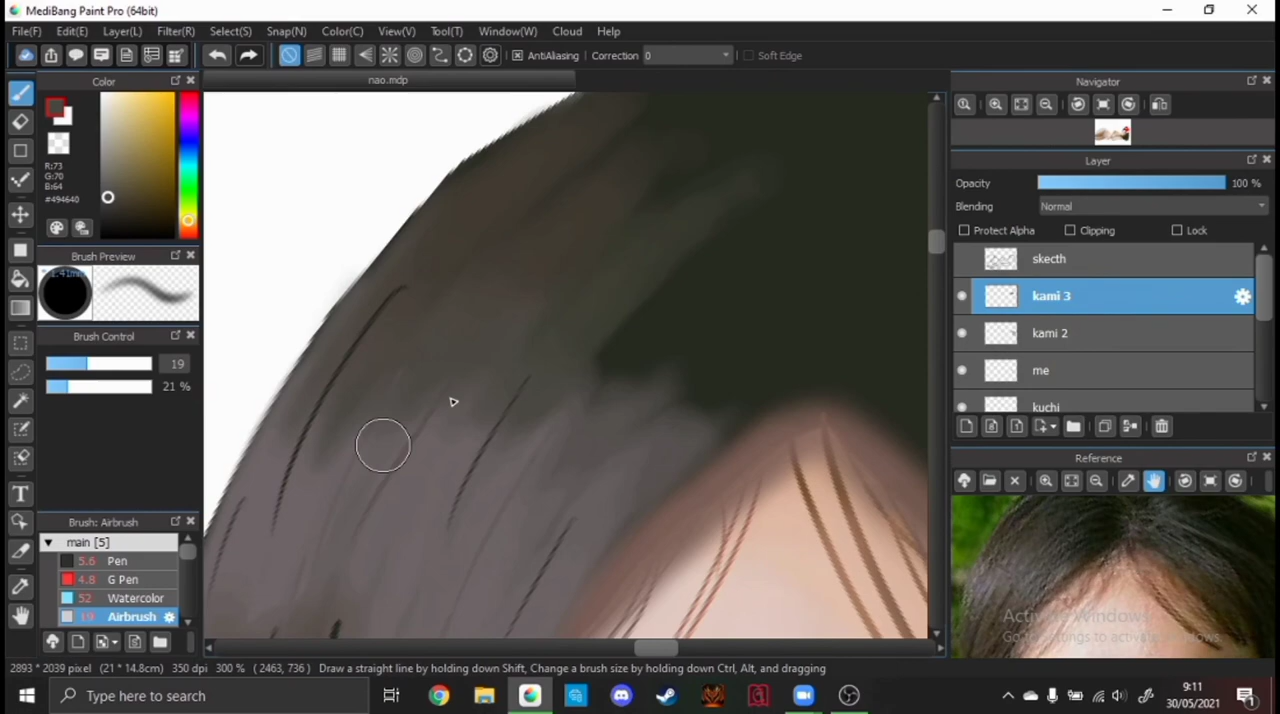 MediBang Paint Pro (64bit)
File(F) Edit(E) Layer(L) Filter(R) Select(S) Snap(N) Color(C) View(V) Tool(T) Window(W) Cloud Help
AntiAliasing Correction 0 Soft Edge
Color
nao.mdp
Navigator
R:73
G:70
B:64
#494640
Layer
Opacity 100 %
Blending Normal
Protect Alpha Clipping Lock
Brush Preview
skecth
kami 3
kami 2
me
kuchi
Brush Control
19
21 %
Reference
Brush: Airbrush
main [5]
5.6 Pen
4.8 G Pen
52 Watercolor
19 Airbrush
Activate Windows
Go to Settings to activate Windows.
2893 * 2039 pixel (21 * 14.8cm) 350 dpi 300 % ( 2463, 736 ) Draw a straight line by holding down Shift, Change a brush size by holding down Ctrl, Alt, and dragging
Type here to search
9:11
30/05/2021
1